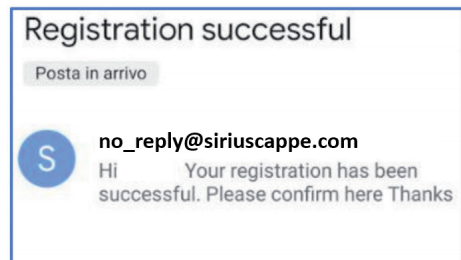 Registration successful
Posta in arrivo
S
no_reply@siriuscappe.com
Hi Your registration has been
successful. Please confirm here Thanks